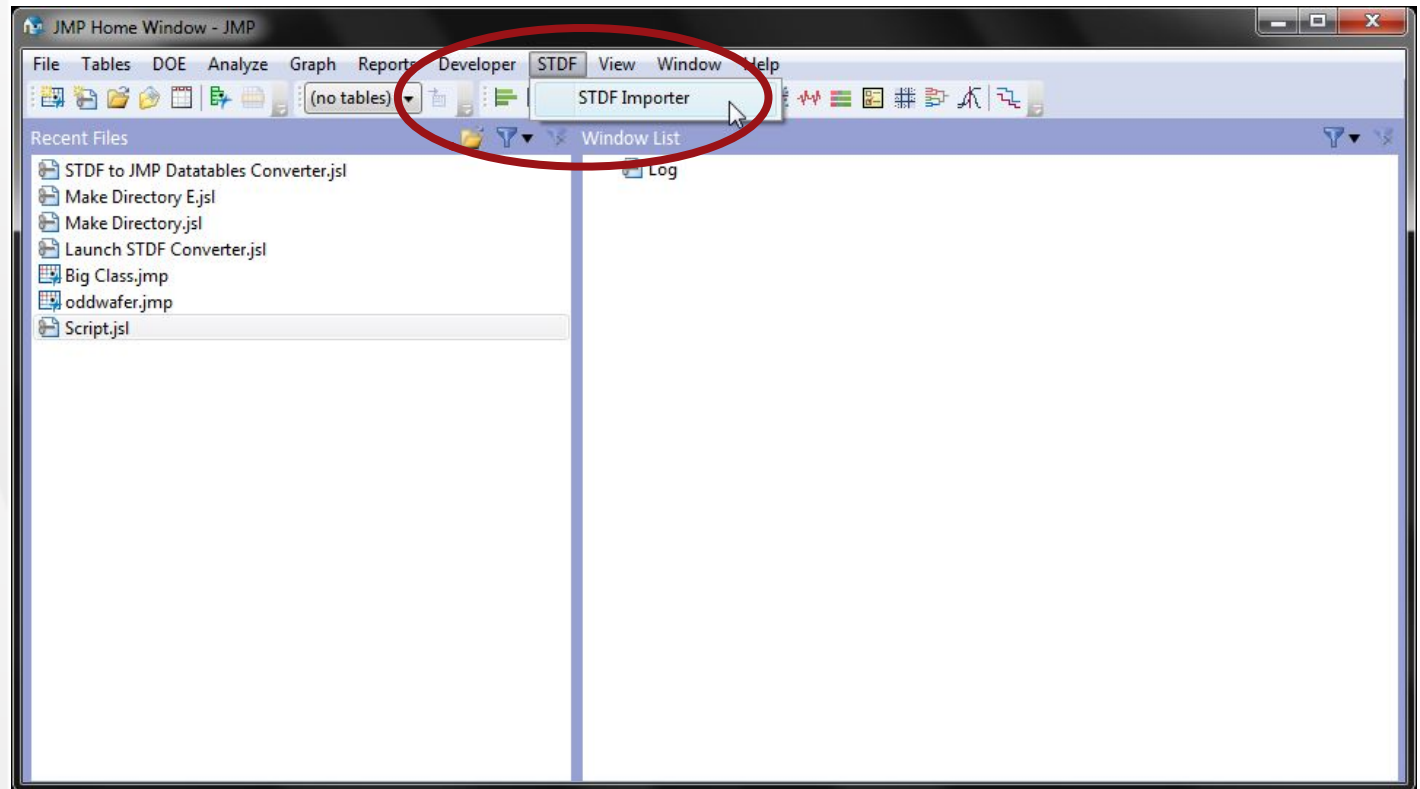 JMP Home Window - JMP
File Tables DOE Analyze Graph Reports Developer STDF View Window Help
(no tables)
STDF Importer
Recent Files
Window List
STDF to JMP Datatables Converter.jsl
Log
Make Directory E.jsl
Make Directory.jsl
Launch STDF Converter.jsl
Big Class.jmp
oddwafer.jmp
Script.jsl